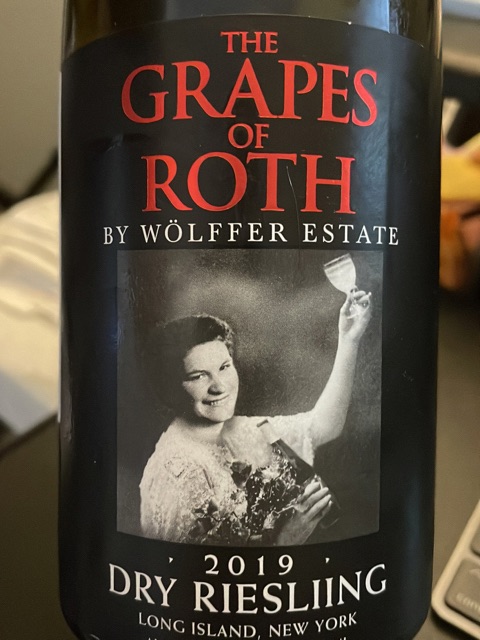 THE
GRAPES
OF
ROTH
BY WÖLFFER ESTATE
' 2019 '
DRY RIESLIING
LONG ISLAND, NEW YORK